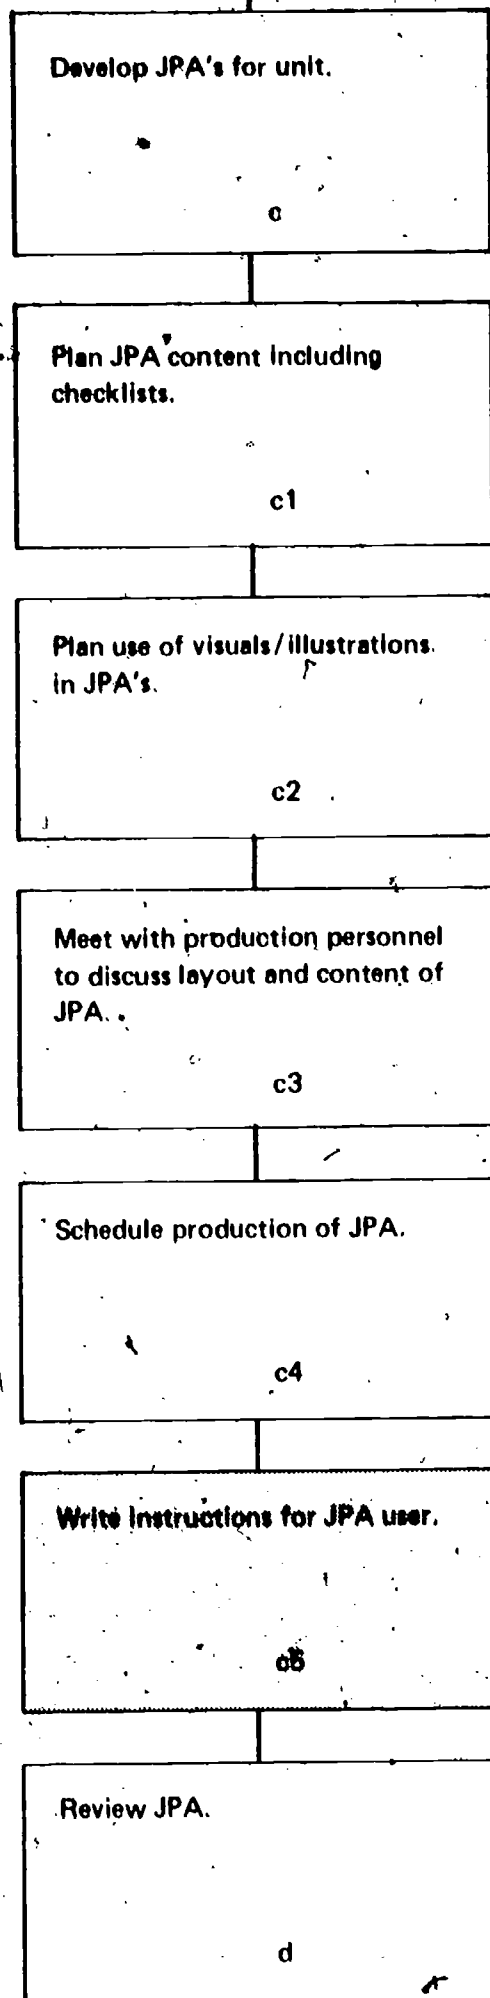 Develop JPA's for unit.
c
Plan JPA content including
checklists.
c1
Plan use of visuals/illustrations.
in JPA's.
c2
Meet with production personnel
to discuss layout and content of
JPA.
c3
Schedule production of JPA.
c4
Write instructions for JPA user.
c5
Review JPA.
d